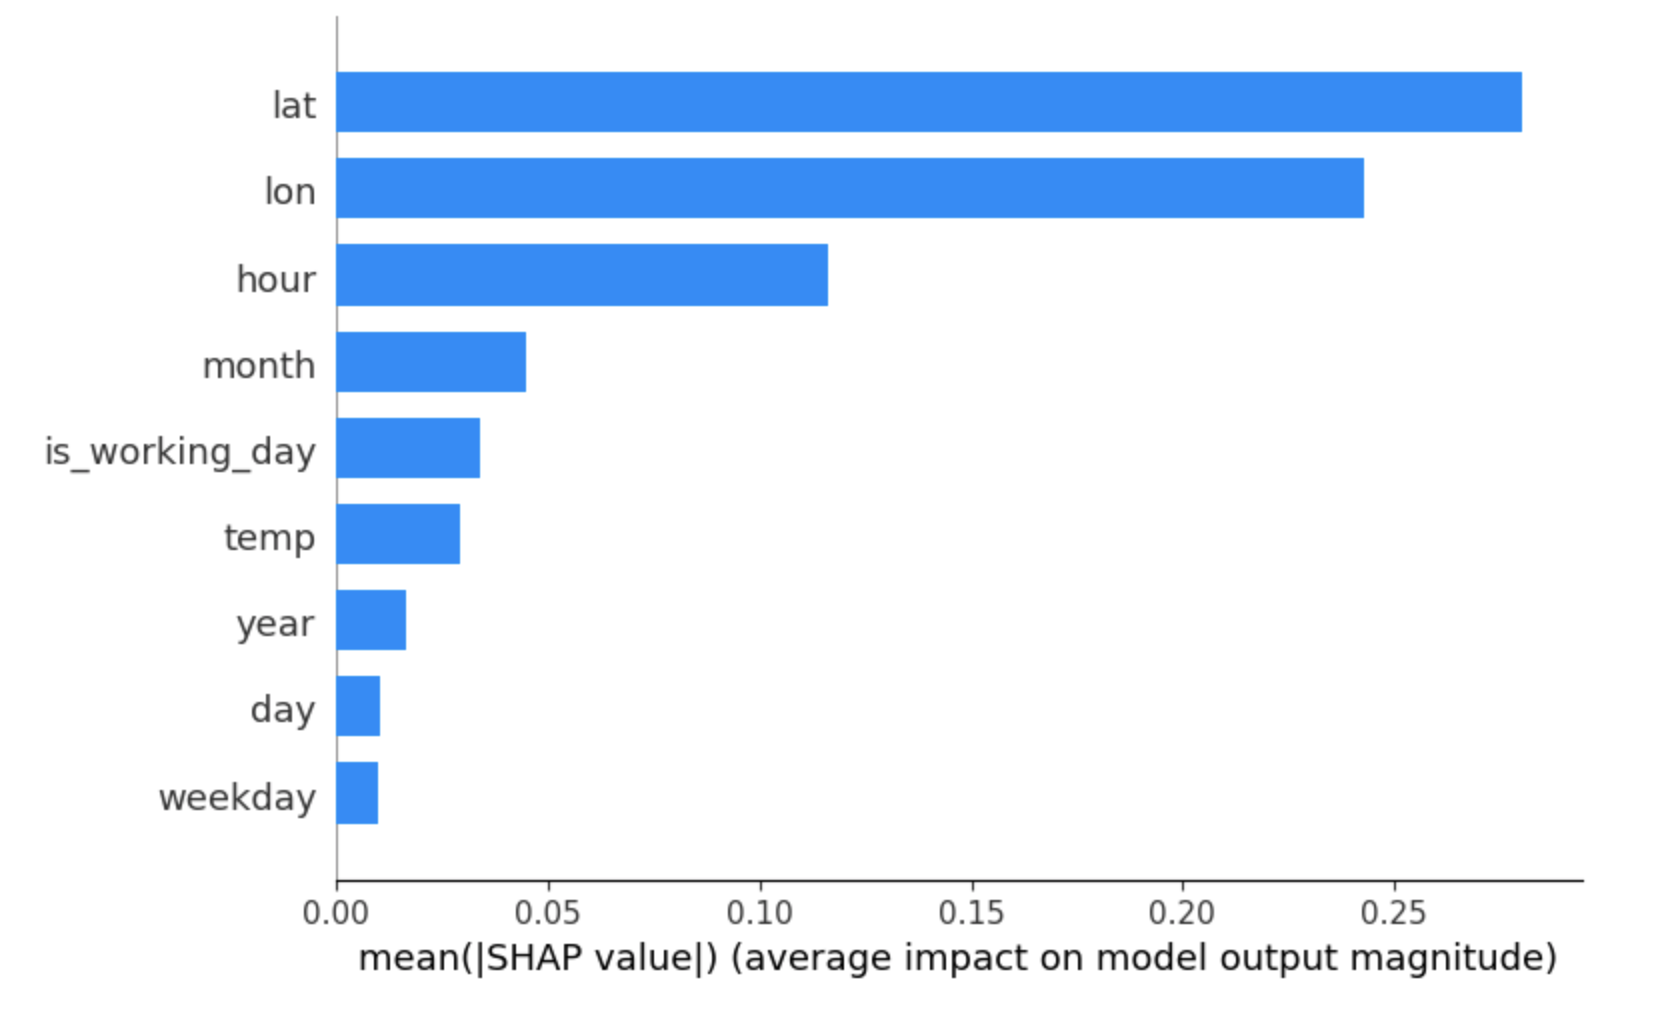 lat
lon
hour
month
is_working_day
temp
year
day
weekday
0.00 0.05 0.10 0.15 0.20 0.25
mean(|SHAP value|) (average impact on model output magnitude)